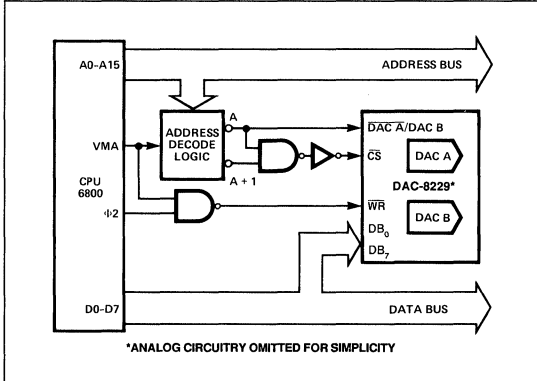 A0-A15
ADDRESS BUS
A
ADDRESS
DECODE
LOGIC
DAC A/DAC B
VMA
CS
DAC A
A + 1
CPU
6800
DAC-8229*
Φ2
WR
DAC B
DB0
DB7
D0-D7
DATA BUS
*ANALOG CIRCUITRY OMITTED FOR SIMPLICITY